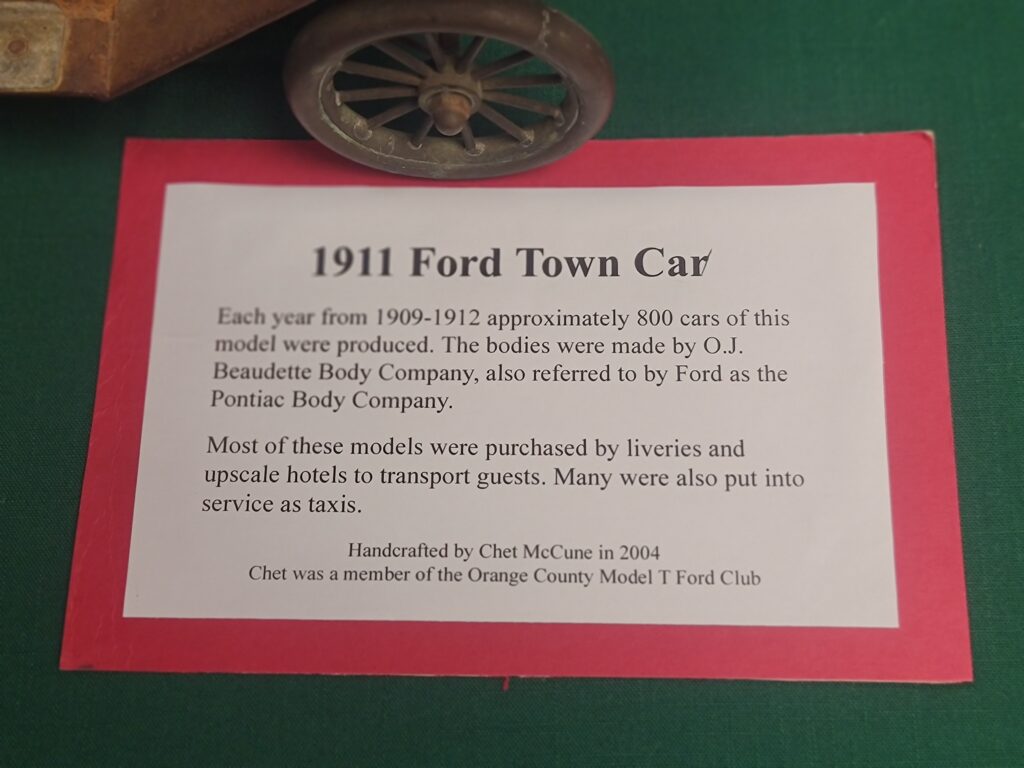 1911 Ford Town Car
Each year from 1909-1912 approximately 800 cars of this
model were produced. The bodies were made by O.J.
Beaudette Body Company, also referred to by Ford as the
Pontiac Body Company.
Most of these models were purchased by liveries and
upscale hotels to transport guests. Many were also put into
service as taxis.
Handcrafted by Chet McCune in 2004
Chet was a member of the Orange County Model T Ford Club